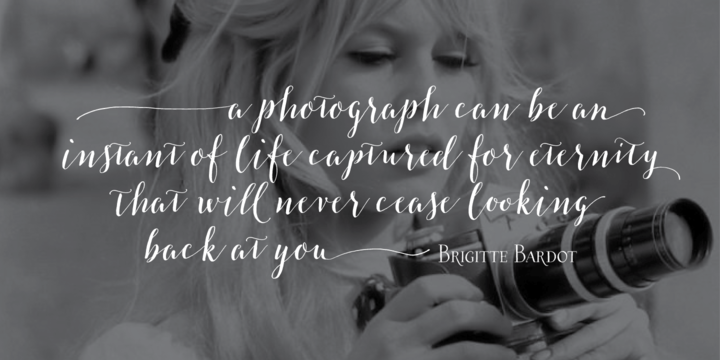 a photograph can be an
instant of life captured for eternity
that will never cease looking
back at you Brigitte Bardot